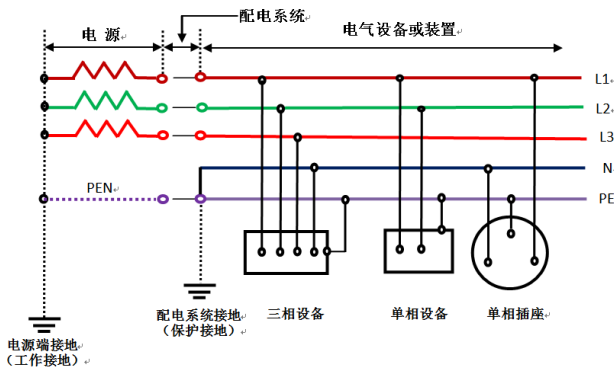 配电系统
电 源
电气设备或装置
L1
L2
L3
N
PEN
PE
配电系统接地
（保护接地）
三相设备
单相设备
单相插座
电源端接地
（工作接地）